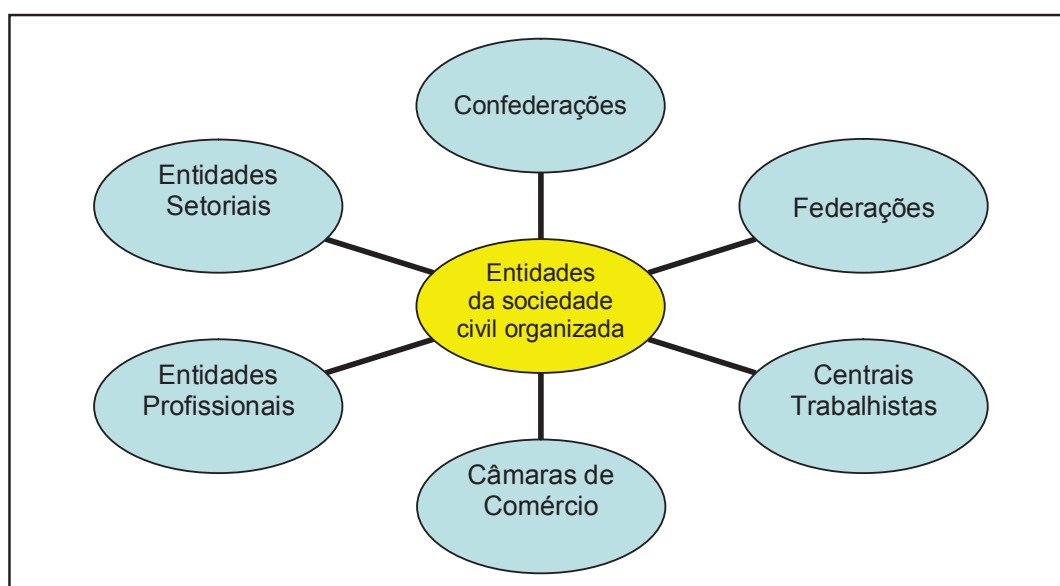 Confederações
Entidades
Setoriais
Federações
Entidades
da sociedade
civil organizada
Entidades
Profissionais
Centrais
Trabalhistas
Câmaras de
Comércio